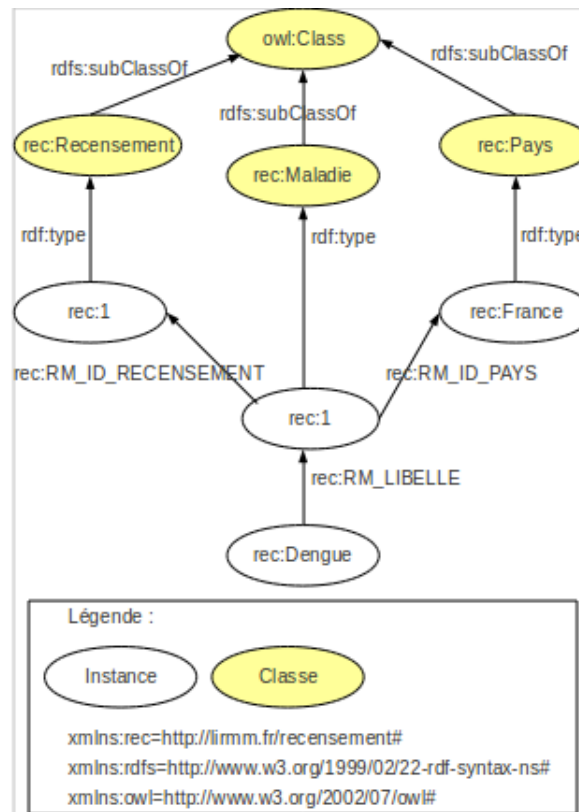 owl:Class
rdfs:subClassOf
rdfs:subClassOf
rdfs:subClassOf
rec:Recensement
rec:Maladie
rec:Pays
rdf:type
rdf:type
rdf:type
rec:1
rec:France
rec:RM_ID_RECENSEMENT
rec:RM_ID_PAYS
rec:1
rec:RM_LIBELLE
rec:Dengue
Légende :
Instance
Classe
xmlns:rec=http://lirmm.fr/recensement#
xmlns:rdfs=http://www.w3.org/1999/02/22-rdf-syntax-ns#
xmlns:owl=http://www.w3.org/2002/07/owl#